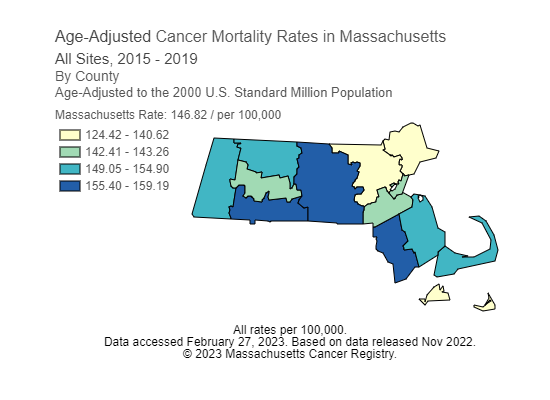 Age-Adjusted Cancer Mortality Rates in Massachusetts
All Sites, 2015 - 2019
By County
Age-Adjusted to the 2000 U.S. Standard Million Population
Massachusetts Rate: 146.82 / per 100,000
124.42 - 140.62
142.41 - 143.26
149.05 - 154.90
155.40 - 159.19
All rates per 100,000.
Data accessed February 27, 2023. Based on data released Nov 2022.
© 2023 Massachusetts Cancer Registry.